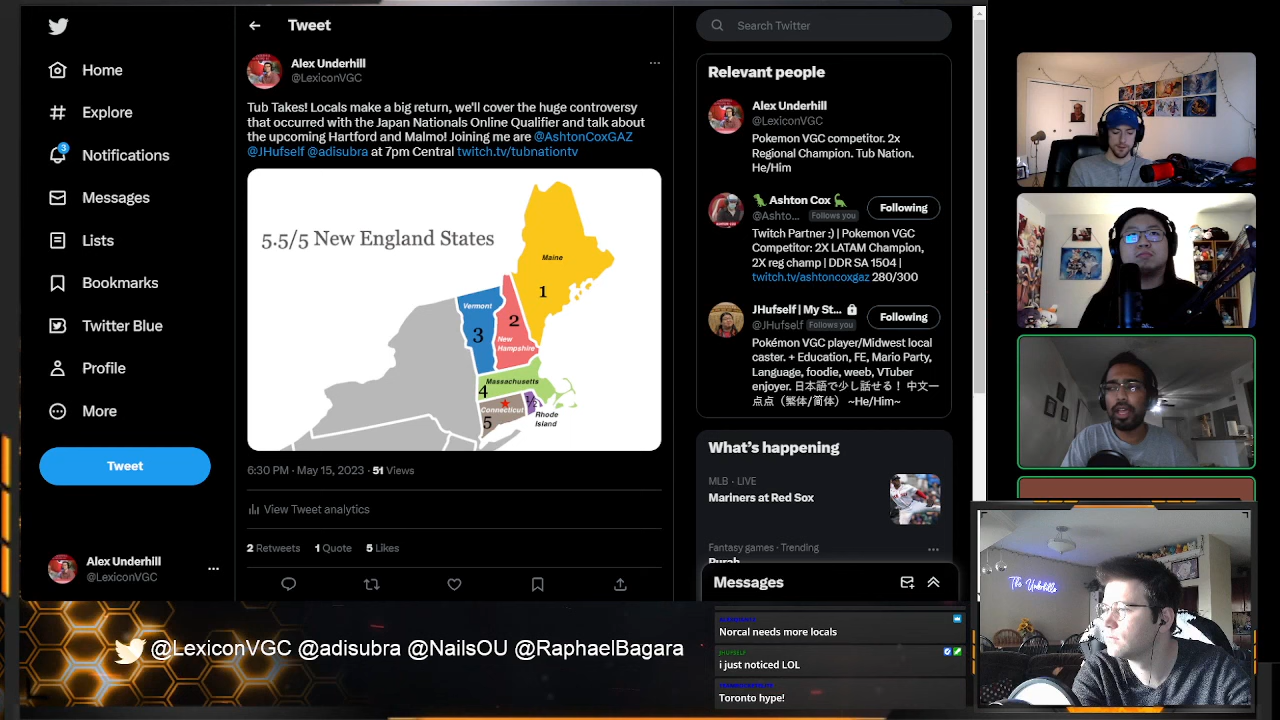 Home
Explore
3
Notifications
Messages
Lists
Bookmarks
Twitter Blue
Profile
More
Tweet
Alex Underhill
@LexiconVGC
Tweet
Alex Underhill
@LexiconVGC
Tub Takes! Locals make a big return, we'll cover the huge controversy
that occurred with the Japan Nationals Online Qualifier and talk about
the upcoming Hartford and Malmo! Joining me are @AshtonCoxGAZ
@JHufself @adisubra at 7pm Central twitch.tv/tubnationtv
5.5/5 New England States
Maine
1
Vermont
3
2
New
Hampshire
Massachusetts
4
Connecticut
5
½
Rhode
Island
6:30 PM · May 15, 2023 · 51 Views
View Tweet analytics
2 Retweets 1 Quote 5 Likes
Search Twitter
Relevant people
Alex Underhill
@LexiconVGC
Pokemon VGC competitor. 2x
Regional Champion. Tub Nation.
He/Him
🦖 Ashton Cox 🦕
@Ashto... Follows you
Following
Twitch Partner :) | Pokemon VGC
Competitor: 2X LATAM Champion,
2X reg champ | DDR SA 1504 |
twitch.tv/ashtoncoxgaz 280/300
JHufself | My St...
@JHufself Follows you
Following
Pokémon VGC player/Midwest local
caster. + Education, FE, Mario Party,
Language, foodie, weeb, VTuber
enjoyer. 日本語で少し話せる！ 中文一
点点（繁体/简体） ~He/Him~
What's happening
MLB · LIVE
Mariners at Red Sox
Fantasy games · Trending
Messages
@LexiconVGC @adisubra @NailsOU @RaphaelBagara
Norcal needs more locals
JHUFSELF
i just noticed LOL
Toronto hype!
The Underhills